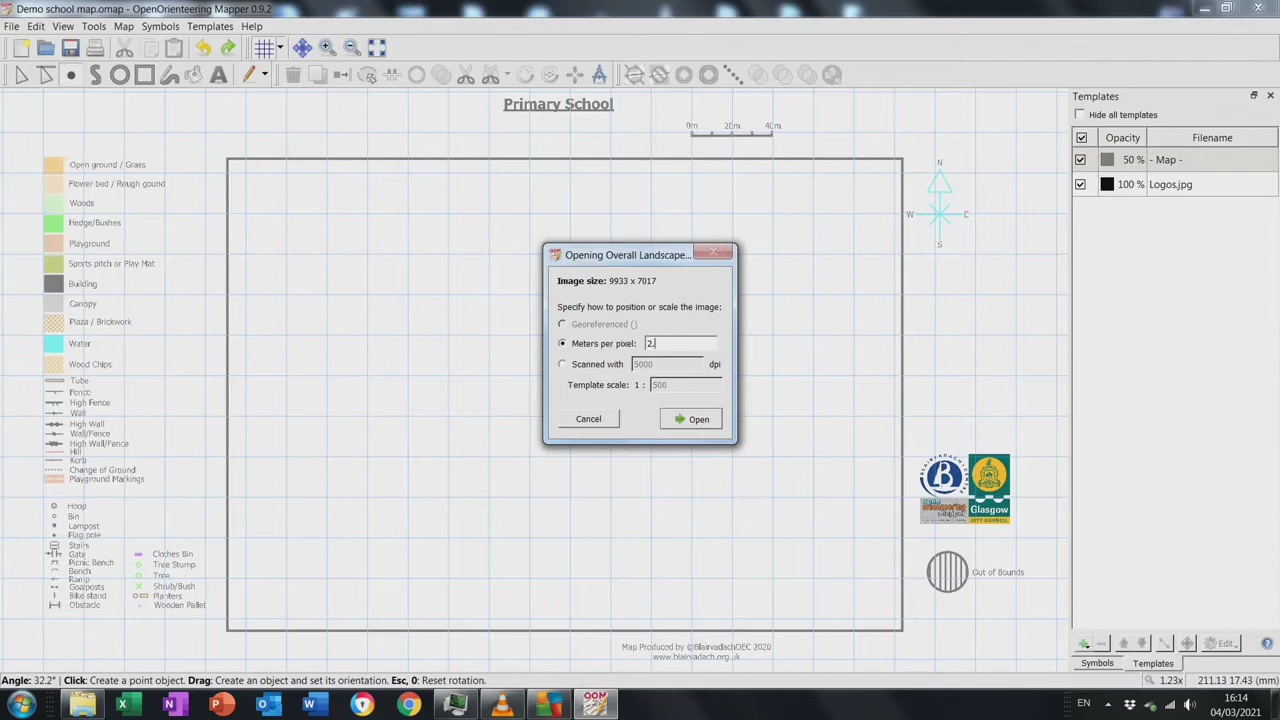 Demo school map.omap - OpenOrienteering Mapper 0.9.2
File Edit View Tools Map Symbols Templates Help
Primary School
0m 20m 40m
Open ground / Grass
Flower bed / Rough gound
Woods
Hedge/Bushes
Playground
Sports pitch or Play Mat
Building
Canopy
Plaza / Brickwork
Water
Wood Chips
Tube
Fence
High Fence
Wall
High Wall
Wall/Fence
High Wall/Fence
Hill
Kerb
Change of Ground
Playground Markings
Hoop
Bin
Lampost
Flag pole
Stairs
Gate
Picnic Bench
Bench
Ramp
Goalposts
Bike stand
Obstacle
Clothes Bin
Tree Stump
Tree
Shrub/Bush
Planters
Wooden Pallet
Opening Overall Landscape...
Image size: 9933 x 7017
Specify how to position or scale the image:
Georeferenced ()
Meters per pixel: 2.
Scanned with 5000 dpi
Template scale: 1 : 500
Cancel Open
N
W E
S
B
Glasgow
CITY COUNCIL
Out of Bounds
Map Produced by @BlairvadachOEC 2020
www.blairvadach.org.uk
Templates
Hide all templates
Opacity Filename
50 % - Map -
100 % Logos.jpg
Edit
Symbols Templates
Angle: 32.2° | Click: Create a point object. Drag: Create an object and set its orientation. Esc, 0: Reset rotation.
1.23x 211.13 17.43 (mm)
EN 16:14
04/03/2021